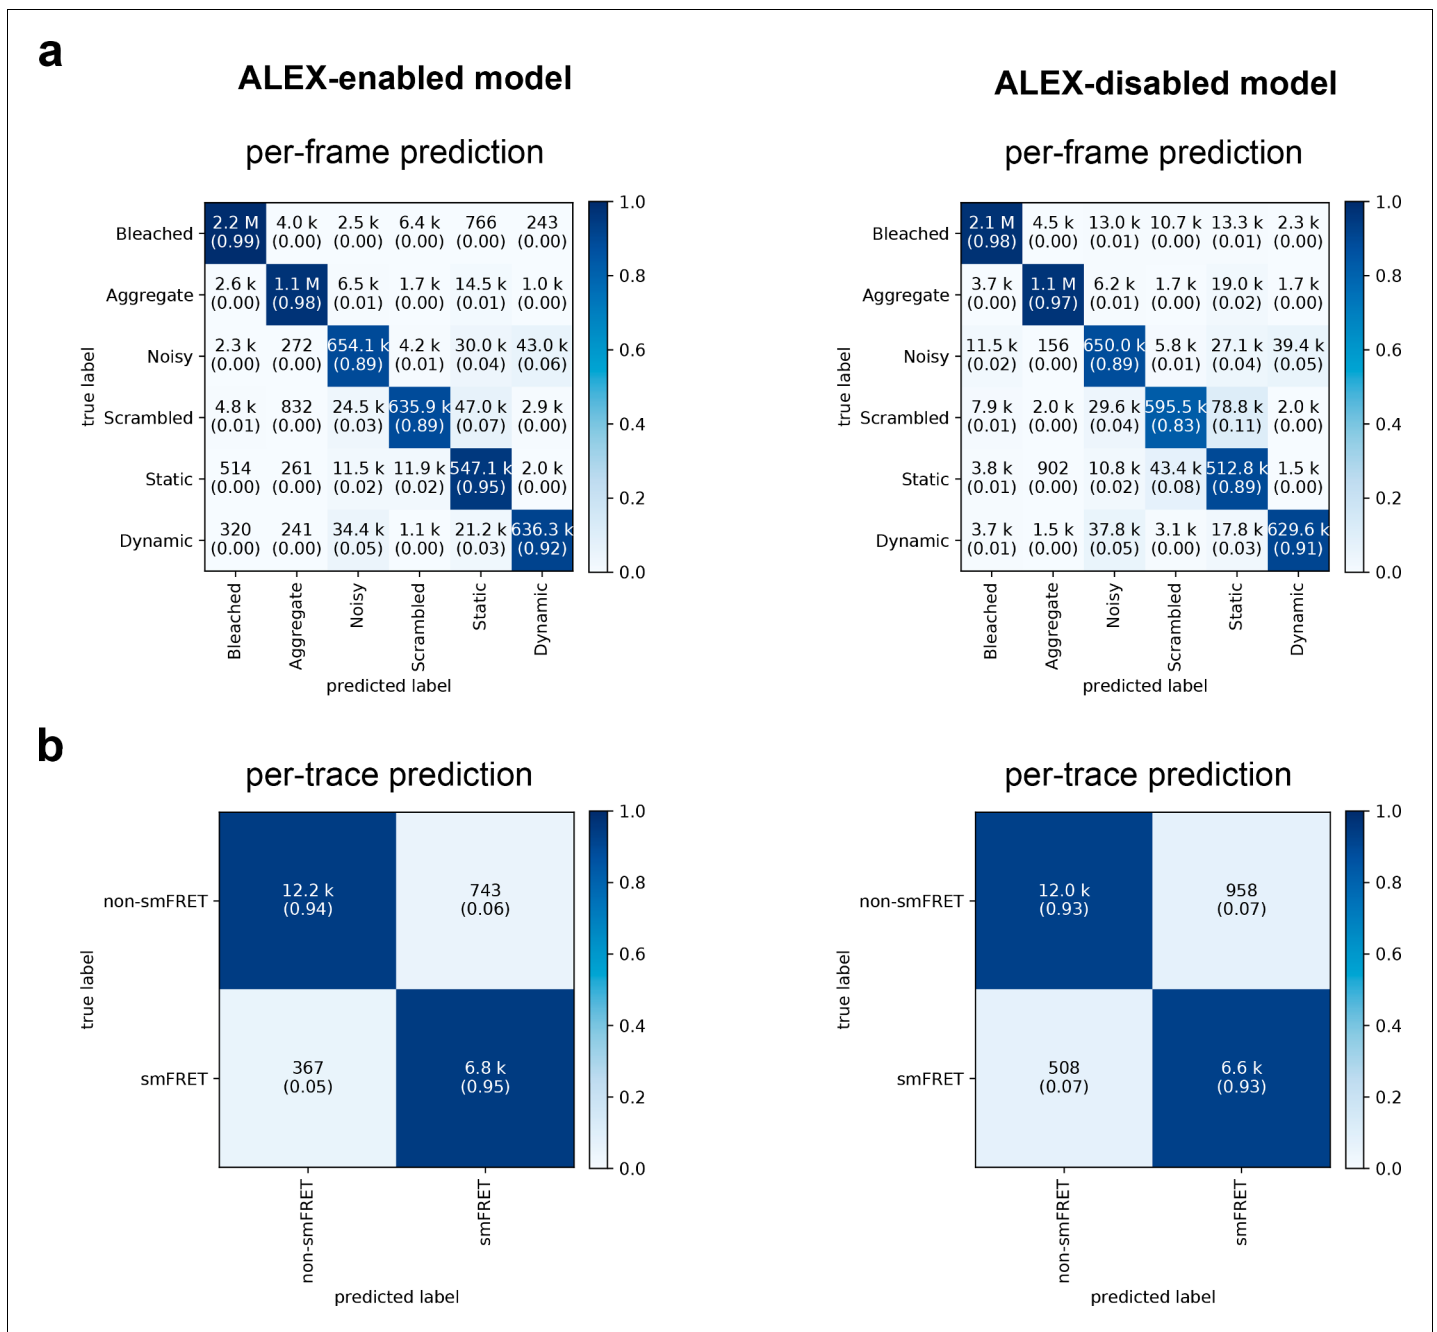 a
ALEX-enabled model
ALEX-disabled model
per-frame prediction
per-frame prediction
true label
Bleached
2.2 M 4.0 k 2.5 k 6.4 k 766 243
(0.99) (0.00) (0.00) (0.00) (0.00) (0.00)
Aggregate
2.6 k 1.1 M 6.5 k 1.7 k 14.5 k 1.0 k
(0.00) (0.98) (0.01) (0.00) (0.01) (0.00)
Noisy
2.3 k 272 654.1 k 4.2 k 30.0 k 43.0 k
(0.00) (0.00) (0.89) (0.01) (0.04) (0.06)
Scrambled
4.8 k 832 24.5 k 635.9 k 47.0 k 2.9 k
(0.01) (0.00) (0.03) (0.89) (0.07) (0.00)
Static
514 261 11.5 k 11.9 k 547.1 k 2.0 k
(0.00) (0.00) (0.02) (0.02) (0.95) (0.00)
Dynamic
320 241 34.4 k 1.1 k 21.2 k 636.3 k
(0.00) (0.00) (0.05) (0.00) (0.03) (0.92)
Bleached
Aggregate
Noisy
Scrambled
Static
Dynamic
predicted label
1.0
0.8
0.6
0.4
0.2
0.0
true label
Bleached
2.1 M 4.5 k 13.0 k 10.7 k 13.3 k 2.3 k
(0.98) (0.00) (0.01) (0.00) (0.01) (0.00)
Aggregate
3.7 k 1.1 M 6.2 k 1.7 k 19.0 k 1.7 k
(0.00) (0.97) (0.01) (0.00) (0.02) (0.00)
Noisy
11.5 k 156 650.0 k 5.8 k 27.1 k 39.4 k
(0.02) (0.00) (0.89) (0.01) (0.04) (0.05)
Scrambled
7.9 k 2.0 k 29.6 k 595.5 k 78.8 k 2.0 k
(0.01) (0.00) (0.04) (0.83) (0.11) (0.00)
Static
3.8 k 902 10.8 k 43.4 k 512.8 k 1.5 k
(0.01) (0.00) (0.02) (0.08) (0.89) (0.00)
Dynamic
3.7 k 1.5 k 37.8 k 3.1 k 17.8 k 629.6 k
(0.01) (0.00) (0.05) (0.00) (0.03) (0.91)
Bleached
Aggregate
Noisy
Scrambled
Static
Dynamic
predicted label
1.0
0.8
0.6
0.4
0.2
0.0
b
per-trace prediction
per-trace prediction
true label
non-smFRET
12.2 k 743
(0.94) (0.06)
smFRET
367 6.8 k
(0.05) (0.95)
non-smFRET
smFRET
predicted label
1.0
0.8
0.6
0.4
0.2
0.0
true label
non-smFRET
12.0 k 958
(0.93) (0.07)
smFRET
508 6.6 k
(0.07) (0.93)
non-smFRET
smFRET
predicted label
1.0
0.8
0.6
0.4
0.2
0.0